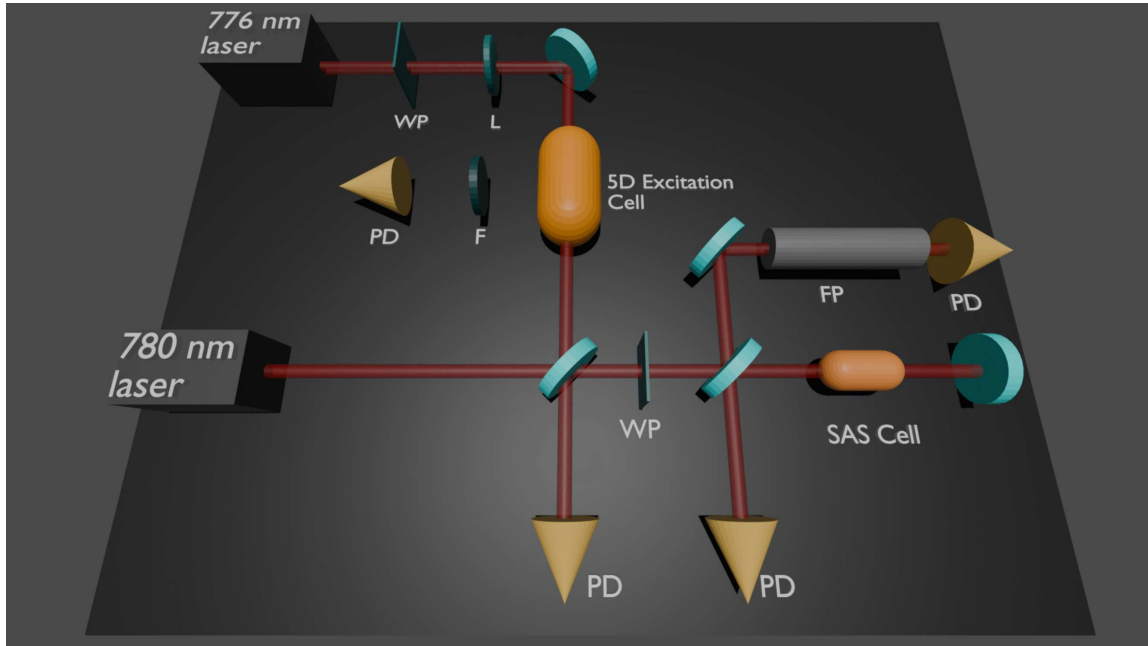 776 nm
laser
WP
L
5D Excitation
Cell
PD
F
FP
PD
780 nm
laser
WP
SAS Cell
PD
PD